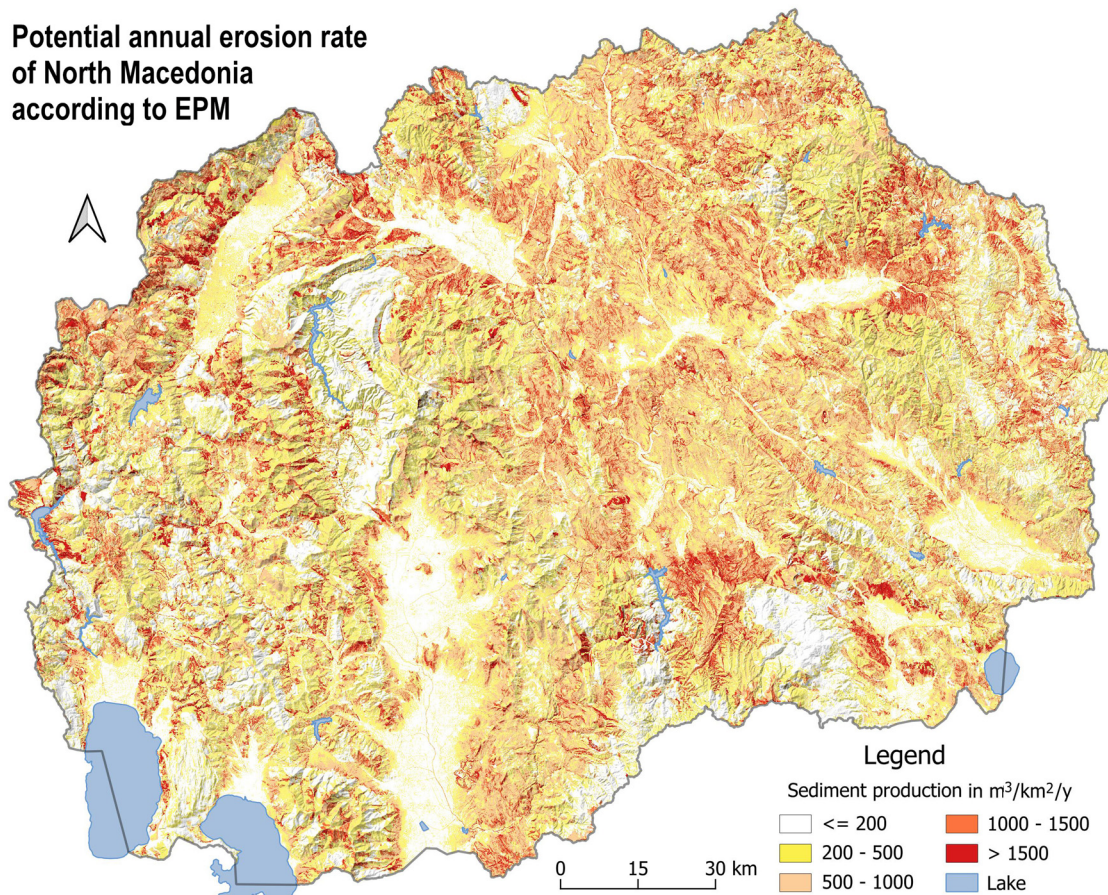 Potential annual erosion rate
of North Macedonia
according to EPM
Legend
Sediment production in m³/km²/y
<= 200
200 - 500
500 - 1000
1000 - 1500
> 1500
Lake
0 15 30 km